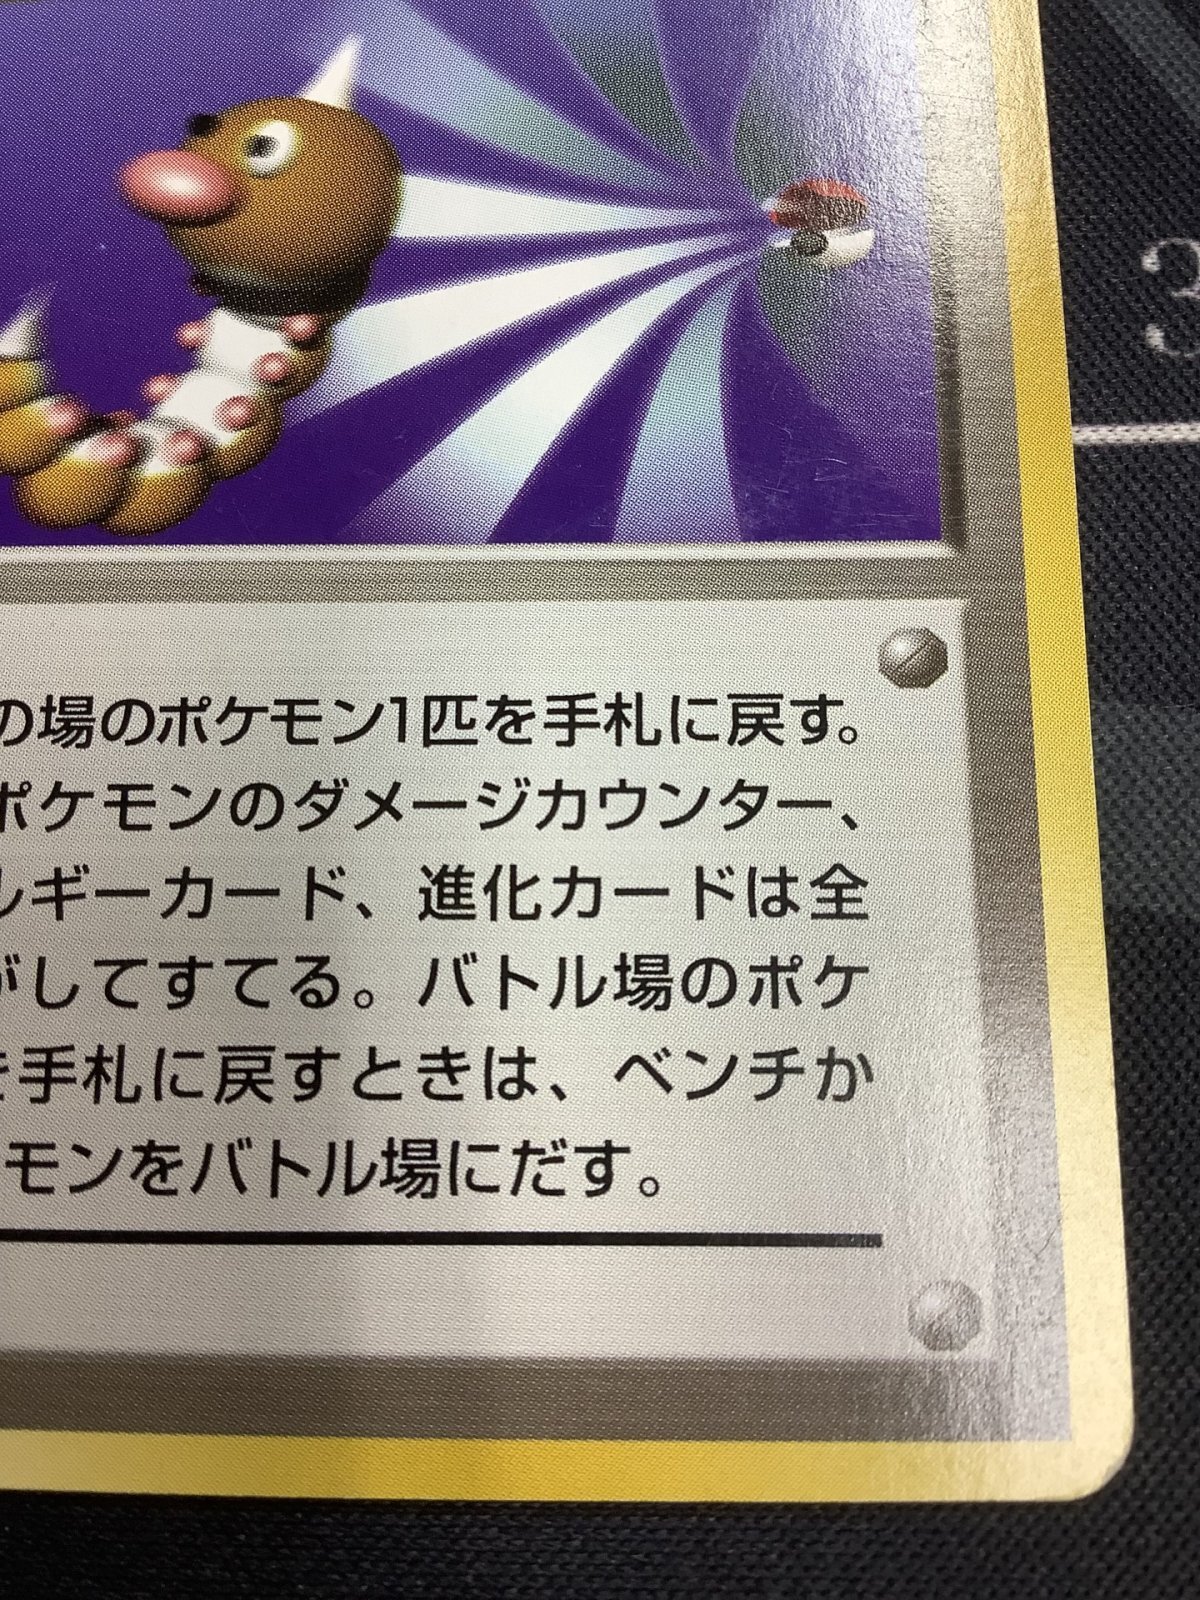 の場のポケモン1匹を手札に戻す。
ポケモンのダメージカウンター、
ルギーカード、進化カードは全
がしてすてる。バトル場のポケ
を手札に戻すときは、ベンチか
モンをバトル場にだす。
3